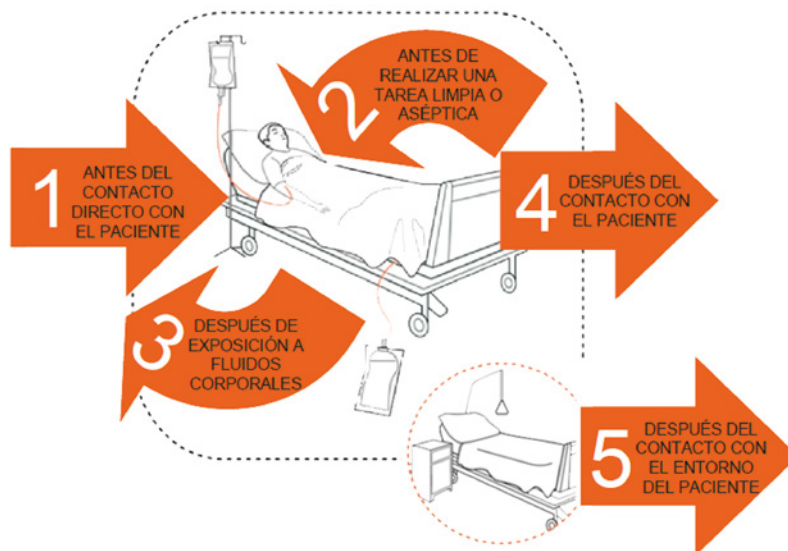 1
ANTES DEL
CONTACTO
DIRECTO CON
EL PACIENTE
2
ANTES DE
REALIZAR UNA
TAREA LIMPIA O
ASÉPTICA
3
DESPUÉS DE
EXPOSICIÓN A
FLUIDOS
CORPORALES
4
DESPUÉS DEL
CONTACTO CON
EL PACIENTE
5
DESPUÉS DEL
CONTACTO CON
EL ENTORNO
DEL PACIENTE